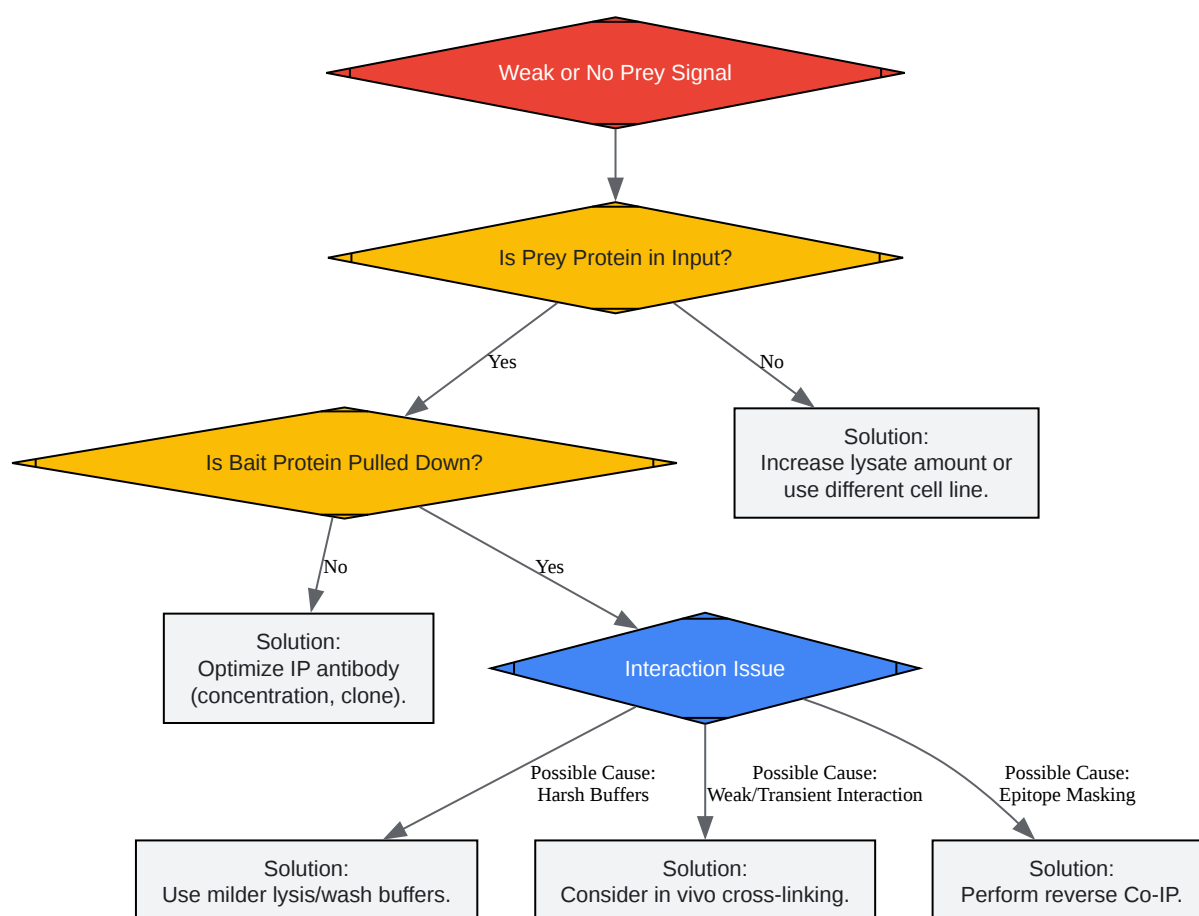 Weak or No Prey Signal
Is Prey Protein in Input?
Yes
No
Is Bait Protein Pulled Down?
Solution:
Increase lysate amount or
use different cell line.
No
Yes
Solution:
Optimize IP antibody
(concentration, clone).
Interaction Issue
Possible Cause:
Harsh Buffers
Possible Cause:
Weak/Transient Interaction
Possible Cause:
Epitope Masking
Solution:
Use milder lysis/wash buffers.
Solution:
Consider in vivo cross-linking.
Solution:
Perform reverse Co-IP.